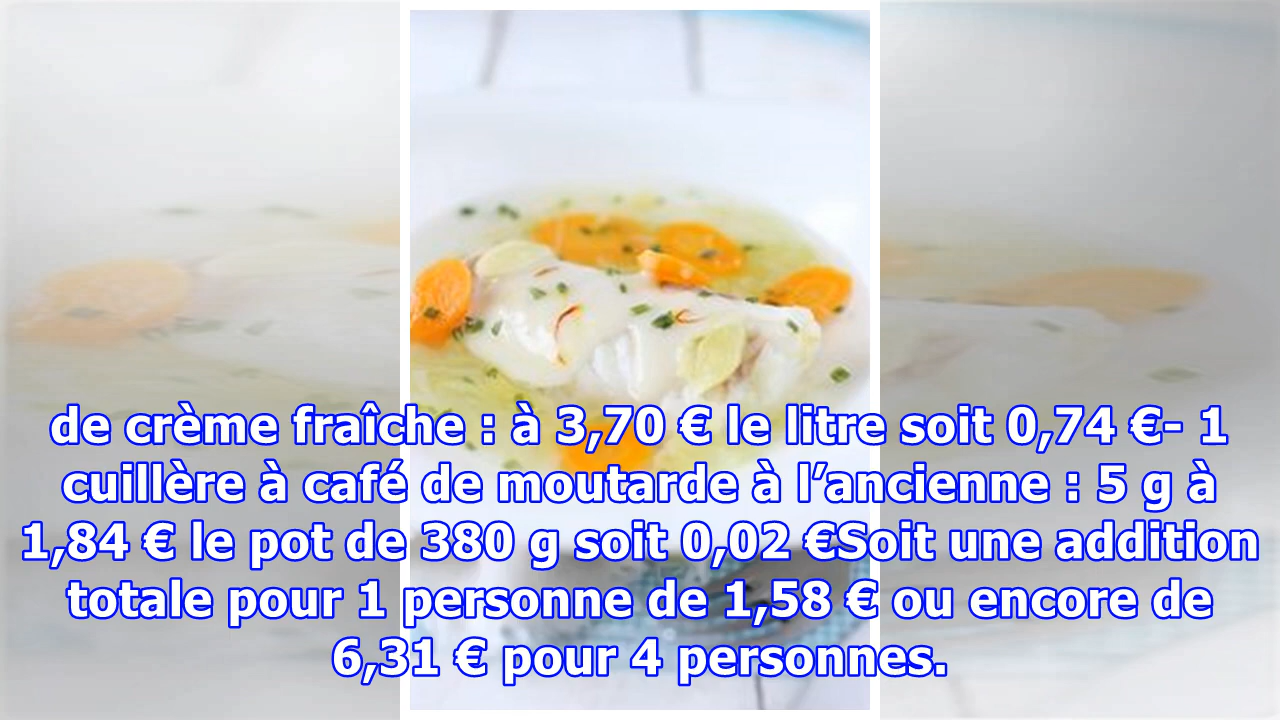 de crème fraîche : à 3,70 € le litre soit 0,74 €- 1
cuillère à café de moutarde à l’ancienne : 5 g à
1,84 € le pot de 380 g soit 0,02 €Soit une addition
totale pour 1 personne de 1,58 € ou encore de
6,31 € pour 4 personnes.